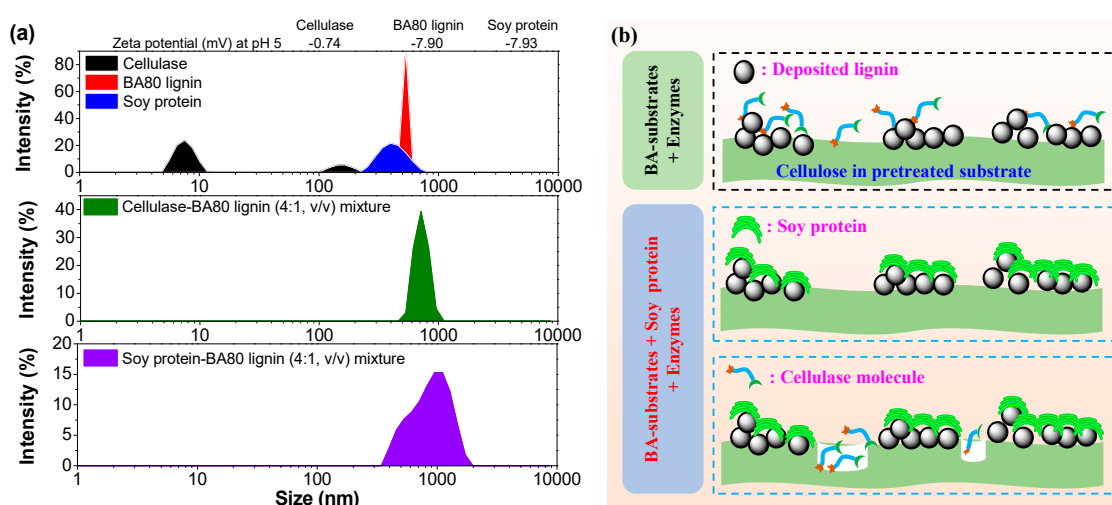 (a)
Cellulase BA80 lignin Soy protein
Zeta potential (mV) at pH 5 -0.74 -7.90 -7.93
Intensity (%)
80
60
40
20
0
Cellulase
BA80 lignin
Soy protein
1 10 100 1000 10000
Intensity (%)
40
30
20
10
0
Cellulase-BA80 lignin (4:1, v/v) mixture
1 10 100 1000 10000
Intensity (%)
20
15
10
5
0
Soy protein-BA80 lignin (4:1, v/v) mixture
1 10 100 1000 10000
Size (nm)
(b)
BA-substrates
+ Enzymes
: Deposited lignin
Cellulose in pretreated substrate
BA-substrates + Soy protein
+ Enzymes
: Soy protein
: Cellulase molecule